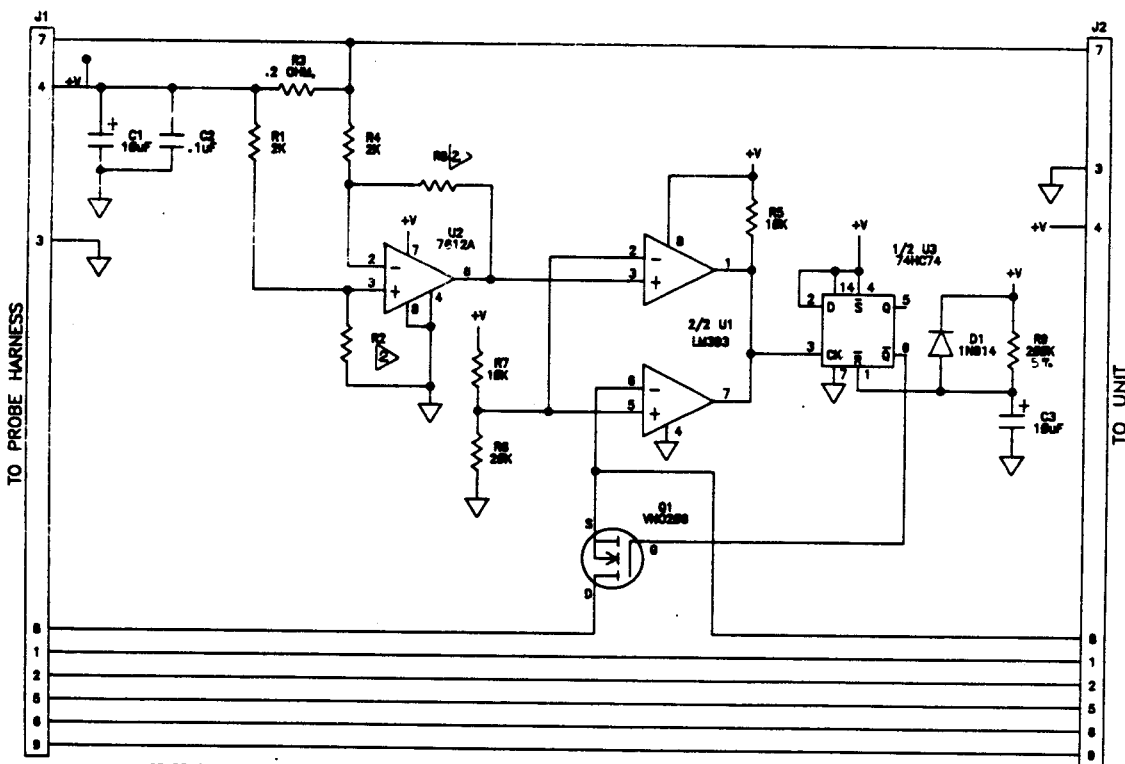 J1
J2
7
7
4
+V
R3
.2 OHM,
C1
10uF
.1uF
R1
2K
R4
2K
2
+V
+V
3
3
+V
4
U2
7612A
7
2
3
6
8
4
R2
2
+V
R7
10K
R6
20K
2
3
8
1
R5
10K
2/2 U1
LM393
6
5
7
4
1/2 U3
74HC74
+V
14
4
2
D
S
Q
5
3
CK
R
Q
6
7
1
D1
1N914
+V
5%
C3
10uF
Q1
S
G
D
TO PROBE HARNESS
TO UNIT
8
8
1
1
2
2
5
5
6
9
9